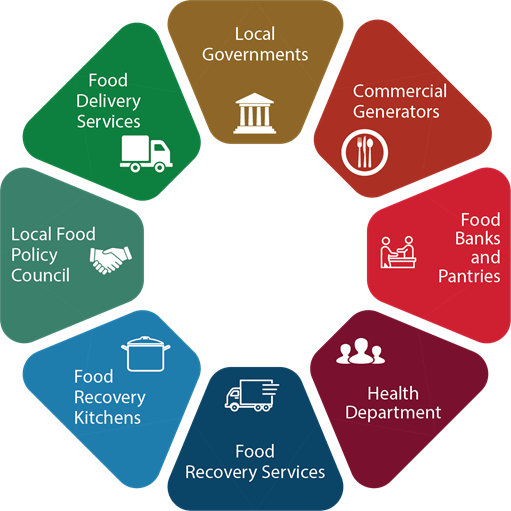 Local
Governments
Commercial
Generators
Food
Banks
and
Pantries
Health
Department
Food
Recovery Services
Food
Recovery
Kitchens
Local Food
Policy
Council
Food
Delivery
Services